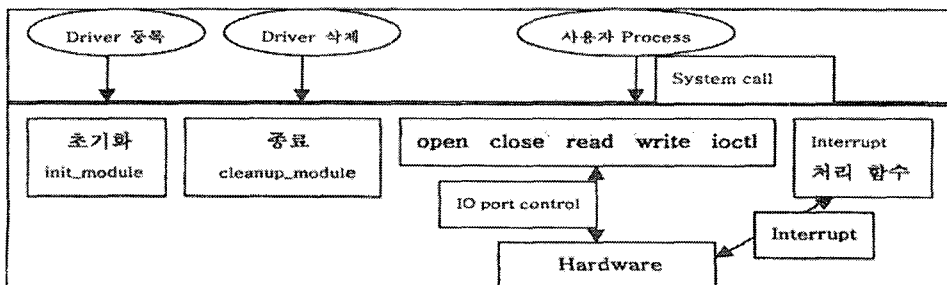 Driver 등록
Driver 삭제
사용자 Process
System call
초기화
init_module
종료
cleanup_module
open close read write ioctl
Interrupt
처리 함수
IO port control
Interrupt
Hardware